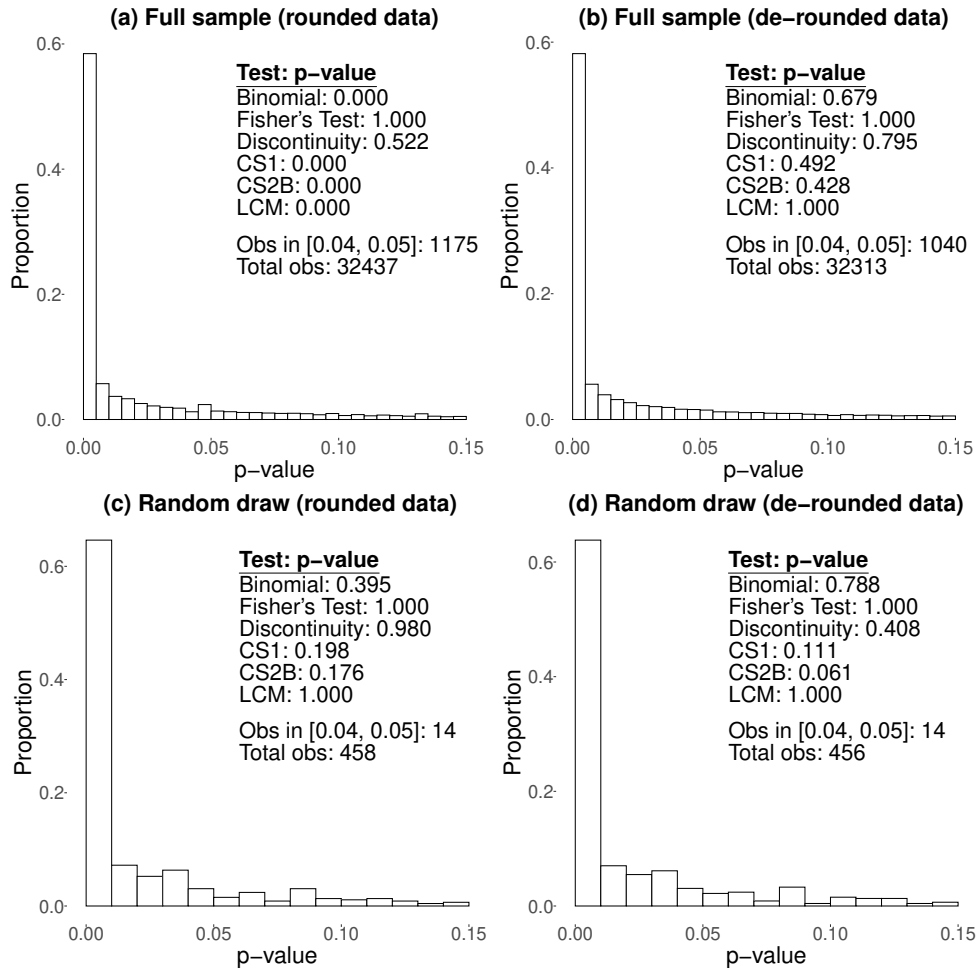 (a) Full sample (rounded data)
0.6
0.4
0.2
0.0
Proportion
Test: p−value
Binomial: 0.000
Fisher's Test: 1.000
Discontinuity: 0.522
CS1: 0.000
CS2B: 0.000
LCM: 0.000
Obs in [0.04, 0.05]: 1175
Total obs: 32437
0.00 0.05 0.10 0.15
p−value
(b) Full sample (de−rounded data)
0.6
0.4
0.2
0.0
Proportion
Test: p−value
Binomial: 0.679
Fisher's Test: 1.000
Discontinuity: 0.795
CS1: 0.492
CS2B: 0.428
LCM: 1.000
Obs in [0.04, 0.05]: 1040
Total obs: 32313
0.00 0.05 0.10 0.15
p−value
(c) Random draw (rounded data)
0.6
0.4
0.2
0.0
Proportion
Test: p−value
Binomial: 0.395
Fisher's Test: 1.000
Discontinuity: 0.980
CS1: 0.198
CS2B: 0.176
LCM: 1.000
Obs in [0.04, 0.05]: 14
Total obs: 458
0.00 0.05 0.10 0.15
p−value
(d) Random draw (de−rounded data)
0.6
0.4
0.2
0.0
Proportion
Test: p−value
Binomial: 0.788
Fisher's Test: 1.000
Discontinuity: 0.408
CS1: 0.111
CS2B: 0.061
LCM: 1.000
Obs in [0.04, 0.05]: 14
Total obs: 456
0.00 0.05 0.10 0.15
p−value